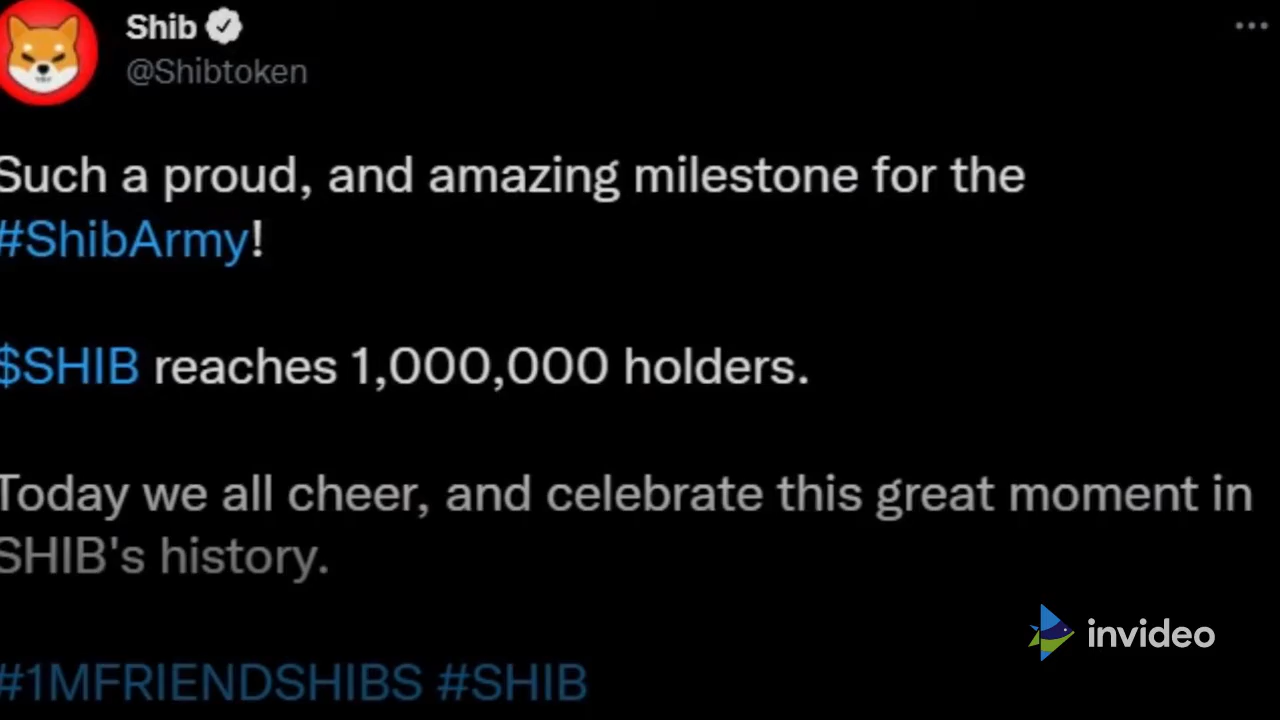 Shib
@Shibtoken
Such a proud, and amazing milestone for the
#ShibArmy!
$SHIB reaches 1,000,000 holders.
Today we all cheer, and celebrate this great moment in
SHIB's history.
invideo
#1MFRIENDSHIBS #SHIB